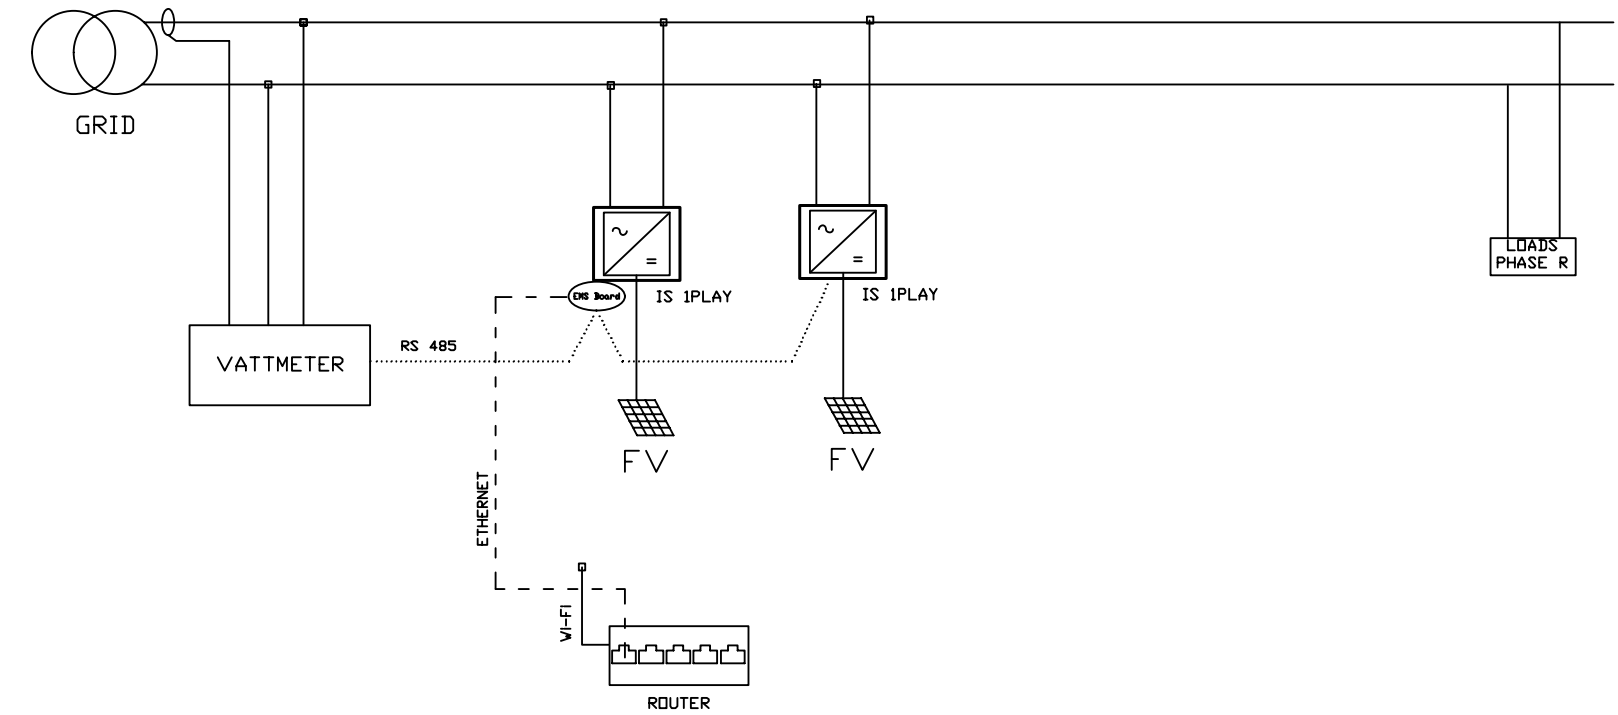 GRID
LOADS
PHASE R
EMS Board
IS 1PLAY
IS 1PLAY
RS 485
VATTMETER
FV
FV
ETHERNET
WI-FI
ROUTER